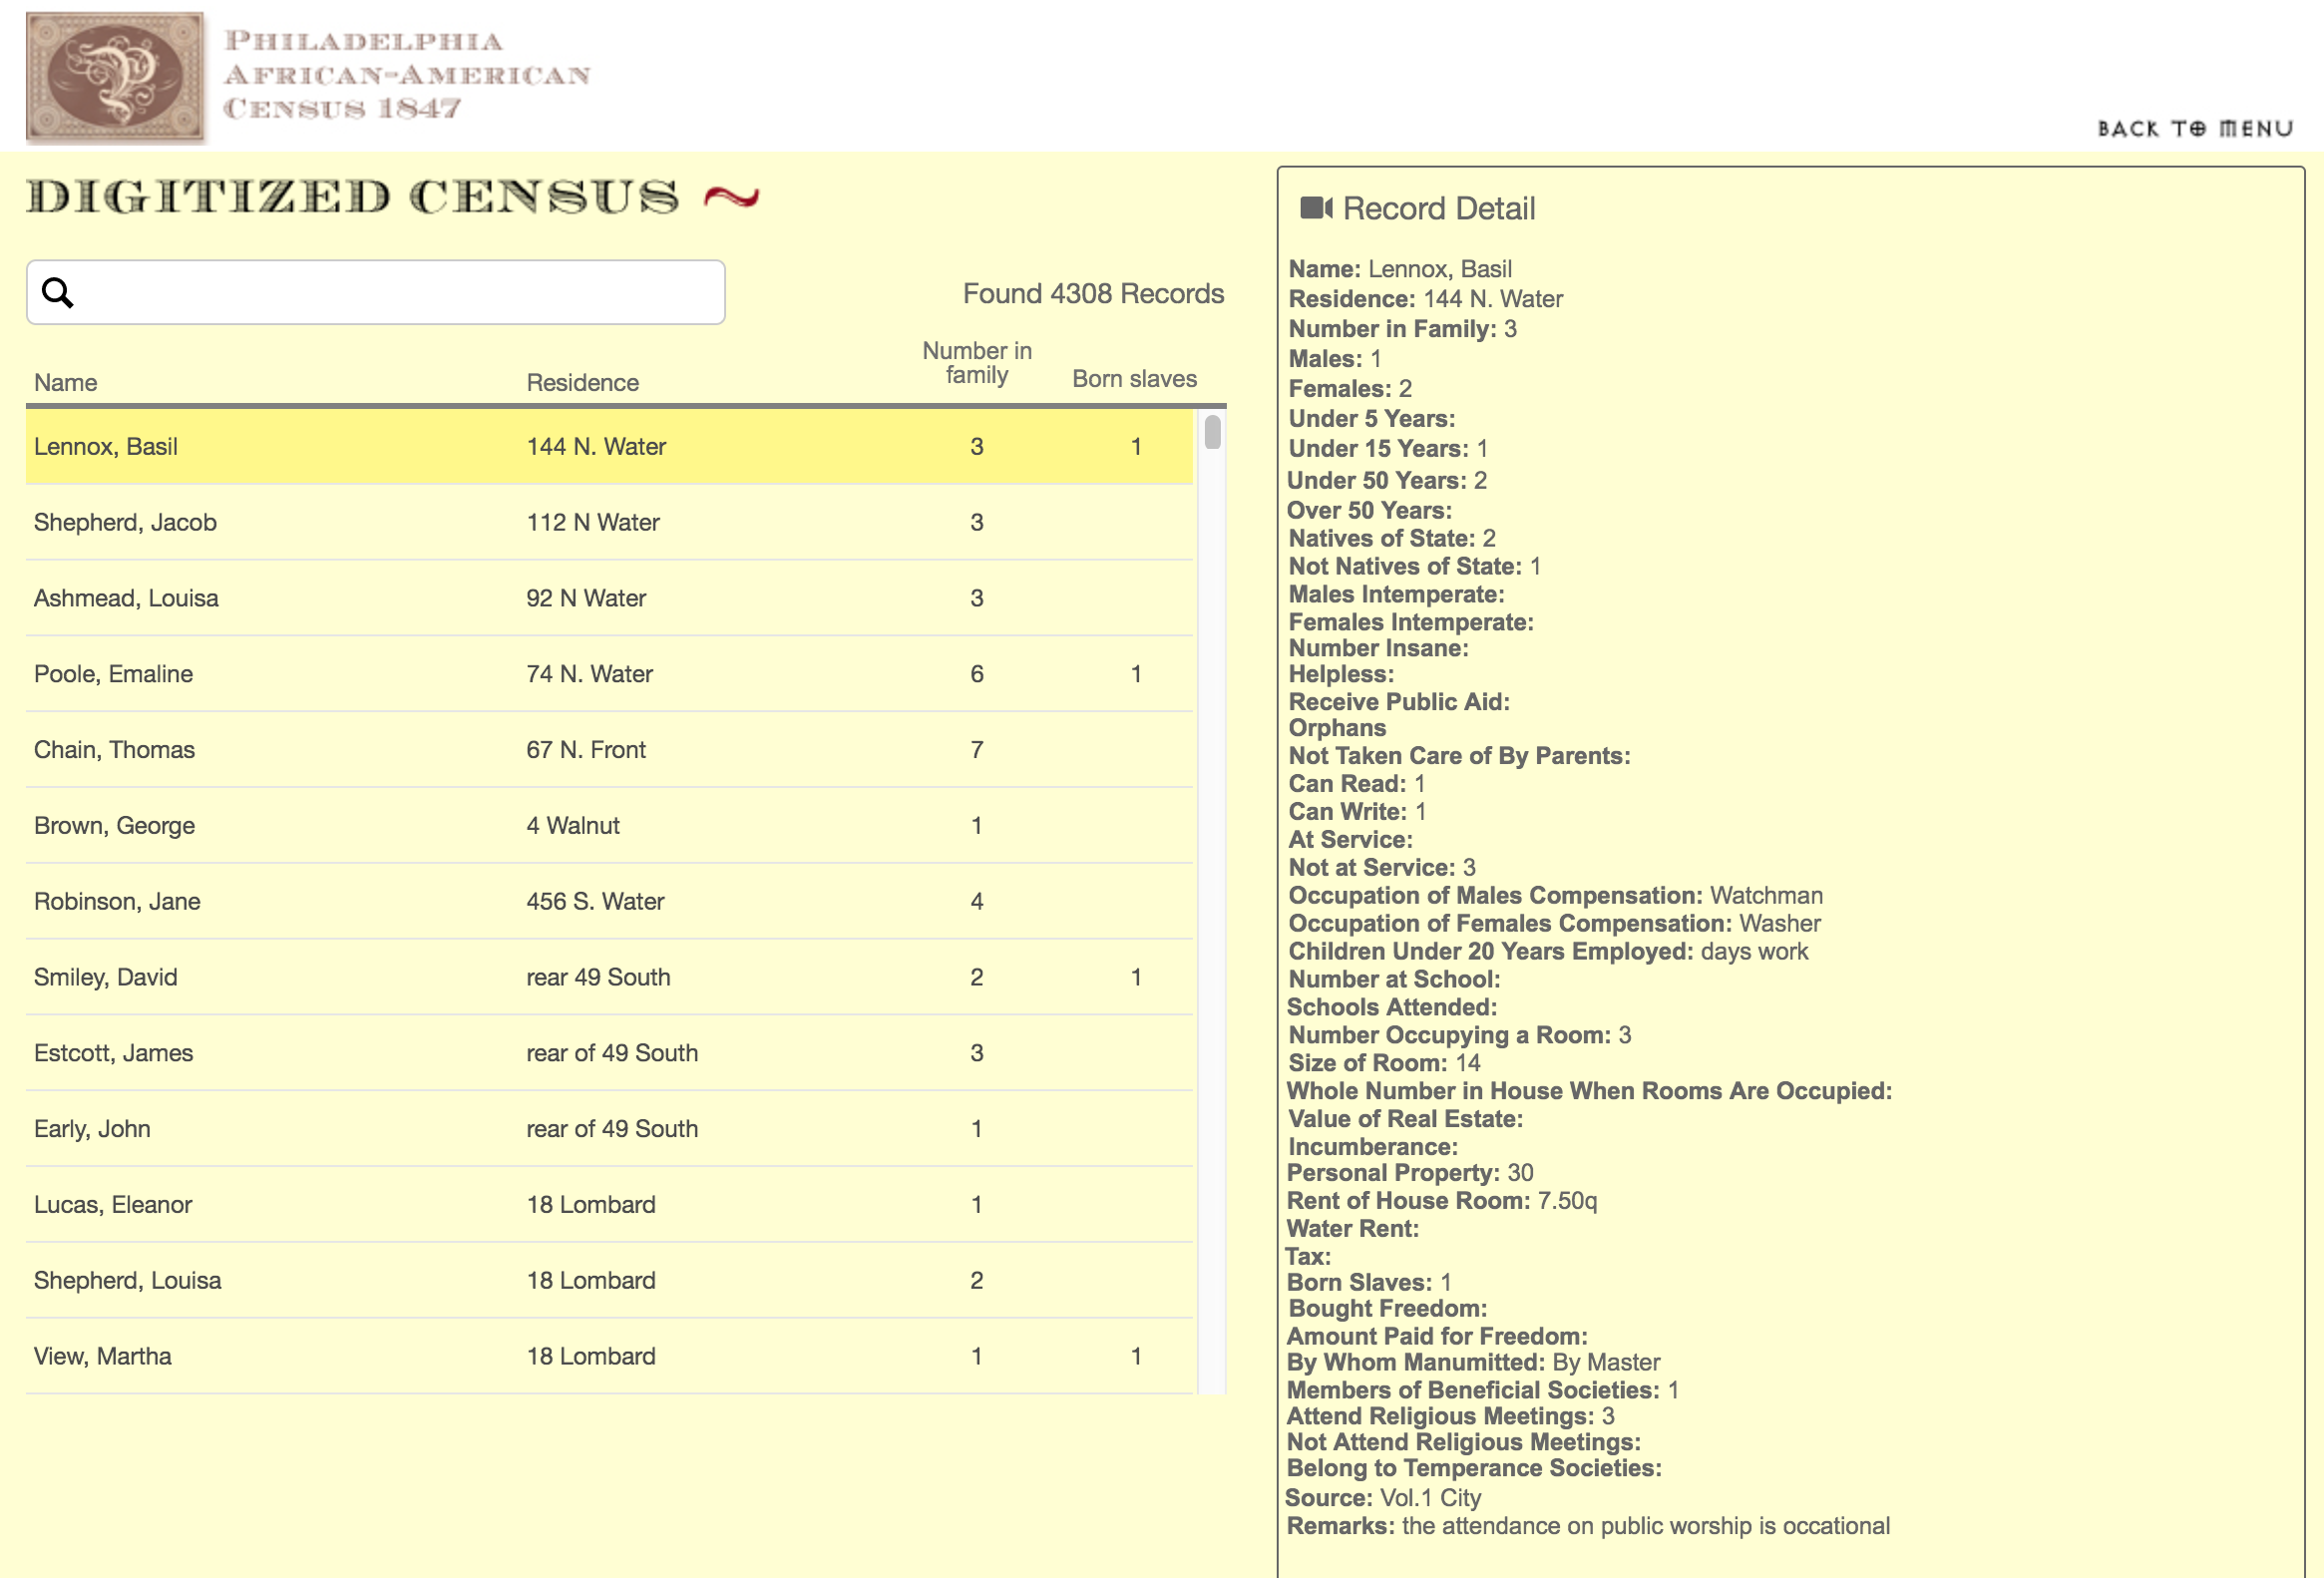 PHILADELPHIA
AFRICAN-AMERICAN
CENSUS 1847
BACK TO MENU
DIGITIZED CENSUS ~
Found 4308 Records
Name Residence Number in family Born slaves
Lennox, Basil 144 N. Water 3 1
Shepherd, Jacob 112 N Water 3
Ashmead, Louisa 92 N Water 3
Poole, Emaline 74 N. Water 6 1
Chain, Thomas 67 N. Front 7
Brown, George 4 Walnut 1
Robinson, Jane 456 S. Water 4
Smiley, David rear 49 South 2 1
Estcott, James rear of 49 South 3
Early, John rear of 49 South 1
Lucas, Eleanor 18 Lombard 1
Shepherd, Louisa 18 Lombard 2
View, Martha 18 Lombard 1 1
Record Detail
Name: Lennox, Basil
Residence: 144 N. Water
Number in Family: 3
Males: 1
Females: 2
Under 5 Years:
Under 15 Years: 1
Under 50 Years: 2
Over 50 Years:
Natives of State: 2
Not Natives of State: 1
Males Intemperate:
Females Intemperate:
Number Insane:
Helpless:
Receive Public Aid:
Orphans
Not Taken Care of By Parents:
Can Read: 1
Can Write: 1
At Service:
Not at Service: 3
Occupation of Males Compensation: Watchman
Occupation of Females Compensation: Washer
Children Under 20 Years Employed: days work
Number at School:
Schools Attended:
Number Occupying a Room: 3
Size of Room: 14
Whole Number in House When Rooms Are Occupied:
Value of Real Estate:
Incumberance:
Personal Property: 30
Rent of House Room: 7.50q
Water Rent:
Tax:
Born Slaves: 1
Bought Freedom:
Amount Paid for Freedom:
By Whom Manumitted: By Master
Members of Beneficial Societies: 1
Attend Religious Meetings: 3
Not Attend Religious Meetings:
Belong to Temperance Societies:
Source: Vol.1 City
Remarks: the attendance on public worship is occational